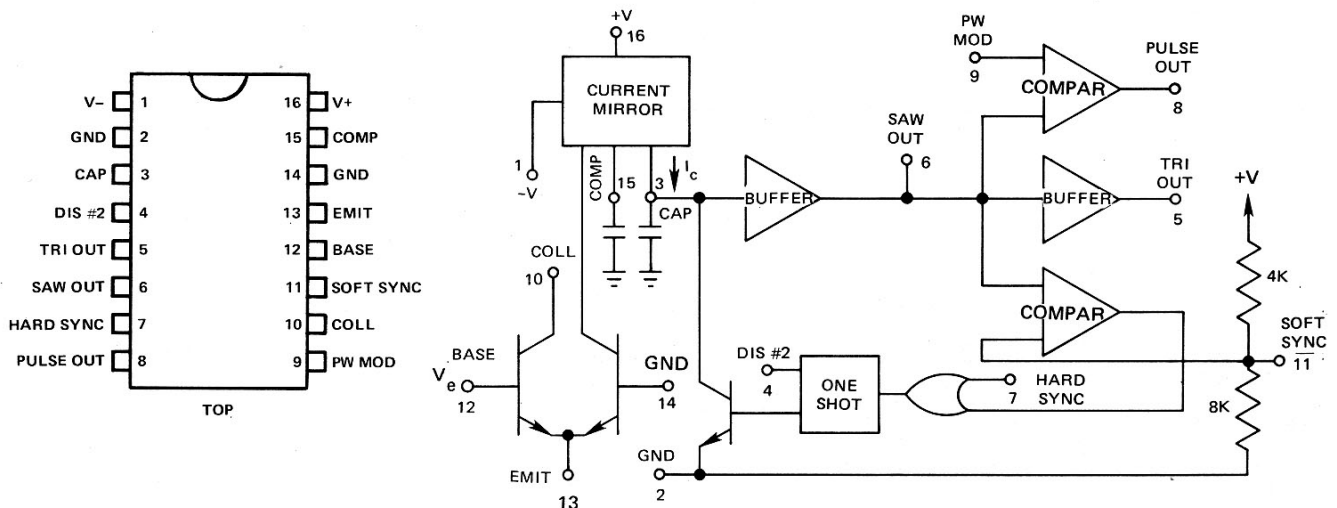 V– 1 16 V+
GND 2 15 COMP
CAP 3 14 GND
DIS #2 4 13 EMIT
TRI OUT 5 12 BASE
SAW OUT 6 11 SOFT SYNC
HARD SYNC 7 10 COLL
PULSE OUT 8 9 PW MOD
TOP
+V
16
CURRENT
MIRROR
1
–V
COMP
15
3
CAP
Ic
BUFFER
SAW
OUT
6
PW
MOD
9
COMPAR
PULSE
OUT
8
BUFFER
TRI
OUT
5
COMPAR
+V
4K
SOFT
SYNC
11
8K
COLL
10
BASE
Ve
12
GND
14
EMIT
13
DIS #2
4
ONE
SHOT
HARD
SYNC
7
GND
2